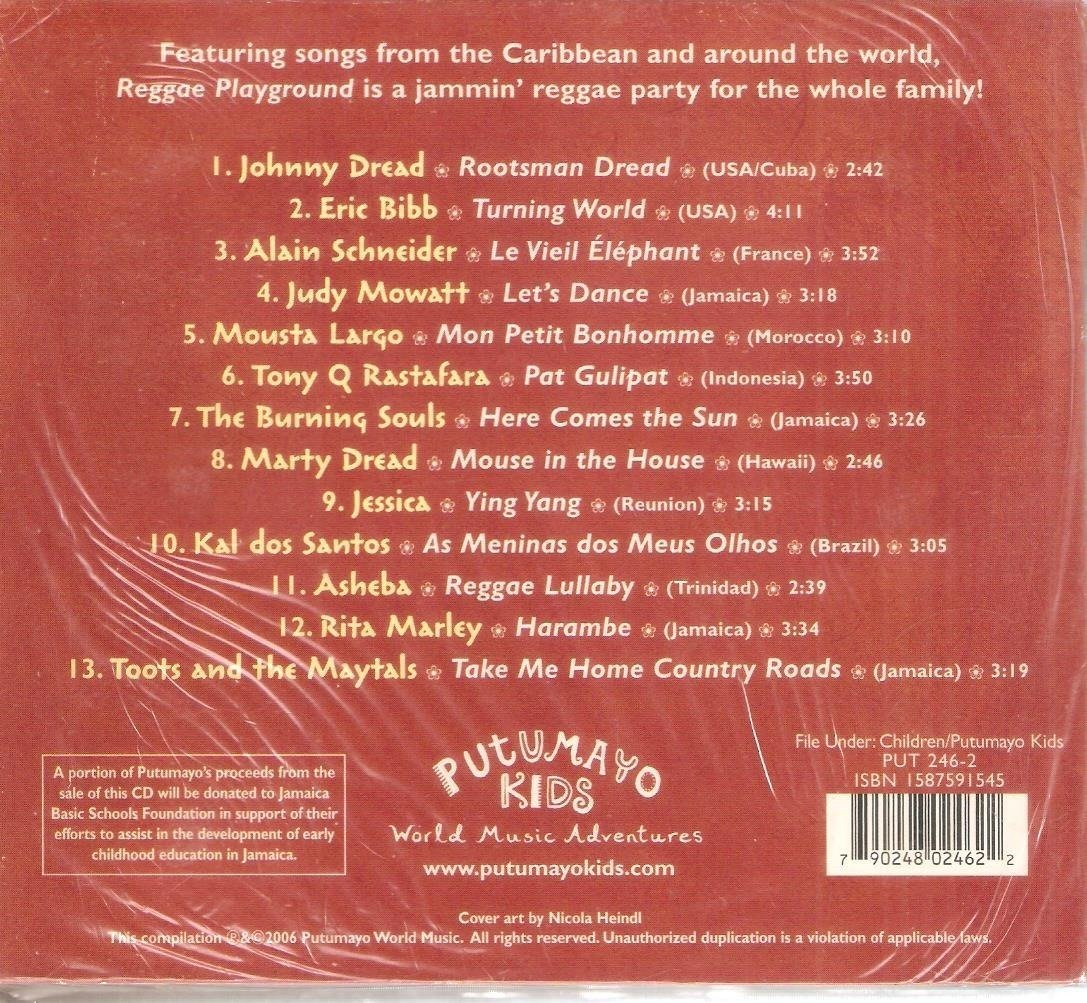 Featuring songs from the Caribbean and around the world,
Reggae Playground is a jammin' reggae party for the whole family!
1. Johnny Dread ❀ Rootsman Dread ❀ (USA/Cuba) ❀ 2:42
2. Eric Bibb ❀ Turning World ❀ (USA) ❀ 4:11
3. Alain Schneider ❀ Le Vieil Éléphant ❀ (France) ❀ 3:52
4. Judy Mowatt ❀ Let's Dance ❀ (Jamaica) ❀ 3:18
5. Mousta Largo ❀ Mon Petit Bonhomme ❀ (Morocco) ❀ 3:10
6. Tony Q Rastafara ❀ Pat Gulipat ❀ (Indonesia) ❀ 3:50
7. The Burning Souls ❀ Here Comes the Sun ❀ (Jamaica) ❀ 3:26
8. Marty Dread ❀ Mouse in the House ❀ (Hawaii) ❀ 2:46
9. Jessica ❀ Ying Yang ❀ (Reunion) ❀ 3:15
10. Kal dos Santos ❀ As Meninas dos Meus Olhos ❀ (Brazil) ❀ 3:05
11. Asheba ❀ Reggae Lullaby ❀ (Trinidad) ❀ 2:39
12. Rita Marley ❀ Harambe ❀ (Jamaica) ❀ 3:34
13. Toots and the Maytals ❀ Take Me Home Country Roads ❀ (Jamaica) ❀ 3:19
A portion of Putumayo's proceeds from the
sale of this CD will be donated to Jamaica
Basic Schools Foundation in support of their
efforts to assist in the development of early
childhood education in Jamaica.
PUTUMAYO
KIDS
World Music Adventures
www.putumayokids.com
File Under: Children/Putumayo Kids
PUT 246-2
ISBN 1587591545
7 90248 02462 2
Cover art by Nicola Heindl
This compilation ℗&©2006 Putumayo World Music. All rights reserved. Unauthorized duplication is a violation of applicable laws.